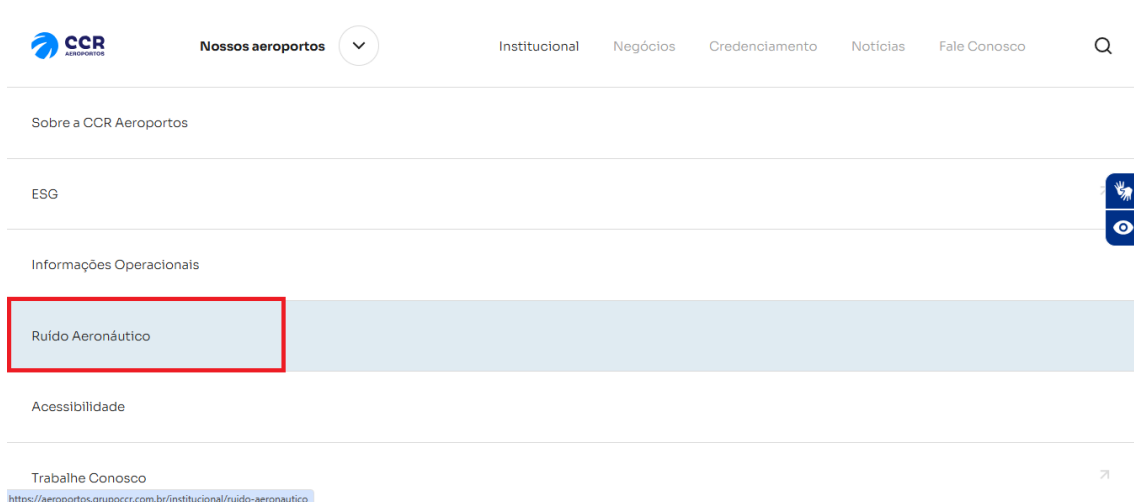 CCR
AEROPORTOS
Nossos aeroportos
Institucional Negócios Credenciamento Notícias Fale Conosco
Sobre a CCR Aeroportos
ESG
Informações Operacionais
Ruído Aeronáutico
Acessibilidade
Trabalhe Conosco
https://aeroportos.grupoccr.com.br/institucional/ruido-aeronautico